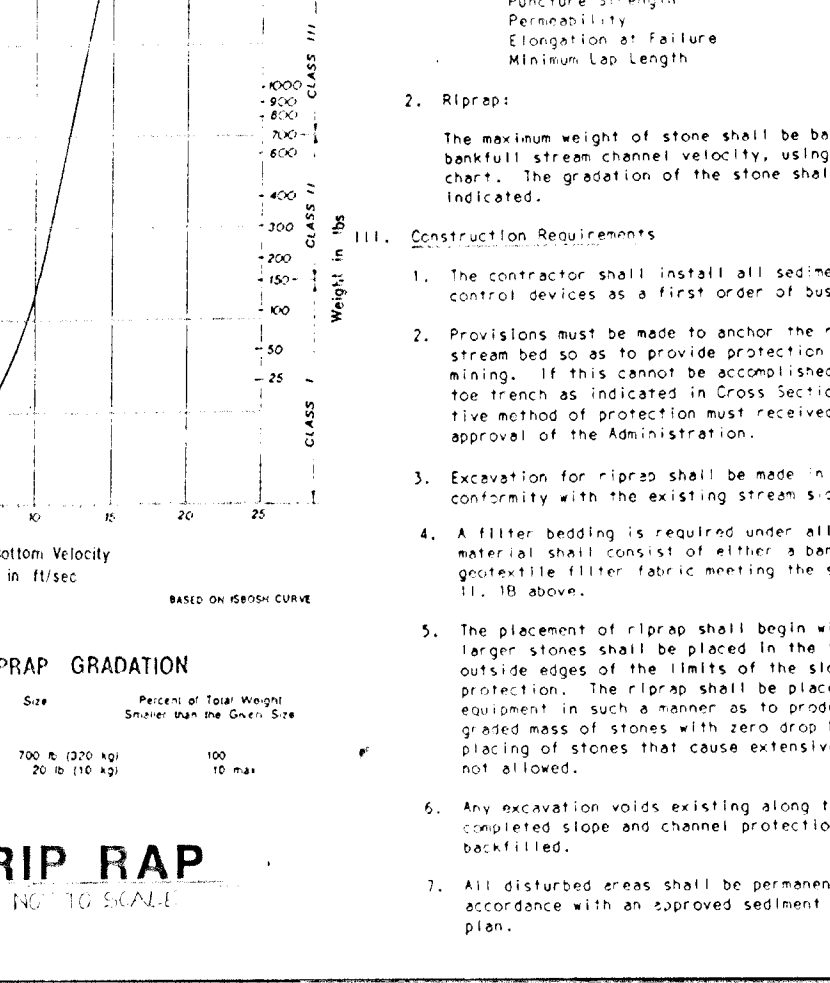 Puncture Strength
Permeability
Elongation at Failure
Minimum Lap Length
2. Riprap:
The maximum weight of stone shall be ba
bankfull stream channel velocity, using
chart. The gradation of the stone shal
indicated.
III. Construction Requirements
1. The contractor shall install all sedime
control devices as a first order of bus
2. Provisions must be made to anchor the r
stream bed so as to provide protection
mining. If this cannot be accomplished
toe trench as indicated in Cross Sectio
tive method of protection must received
approval of the Administration.
3. Excavation for riprap shall be made in
conformity with the existing stream
4. A filter bedding is required under all
material shall consist of either a ban
geotextile filter fabric meeting the s
II. 1B above.
5. The placement of riprap shall begin wi
larger stones shall be placed in the
outside edges of the limits of the slo
protection. The riprap shall be place
equipment in such a manner as to produ
graded mass of stones with zero drop
placing of stones that cause extensive
not allowed.
6. Any excavation voids existing along t
completed slope and channel protectio
backfilled.
7. All disturbed areas shall be permanen
accordance with an approved sediment
plan.
1000
900
800
700
600
400
300
200
150
100
50
25
CLASS III
CLASS II
CLASS I
Weight in lbs
10 15 20 25
ottom Velocity
in ft/sec
BASED ON ISBOSH CURVE
PRAP GRADATION
Size Percent of Total Weight
Smaller than the Given Size
700 lb (320 kg) 100
20 lb (10 kg) 10 max
RIP RAP
NOT TO SCALE